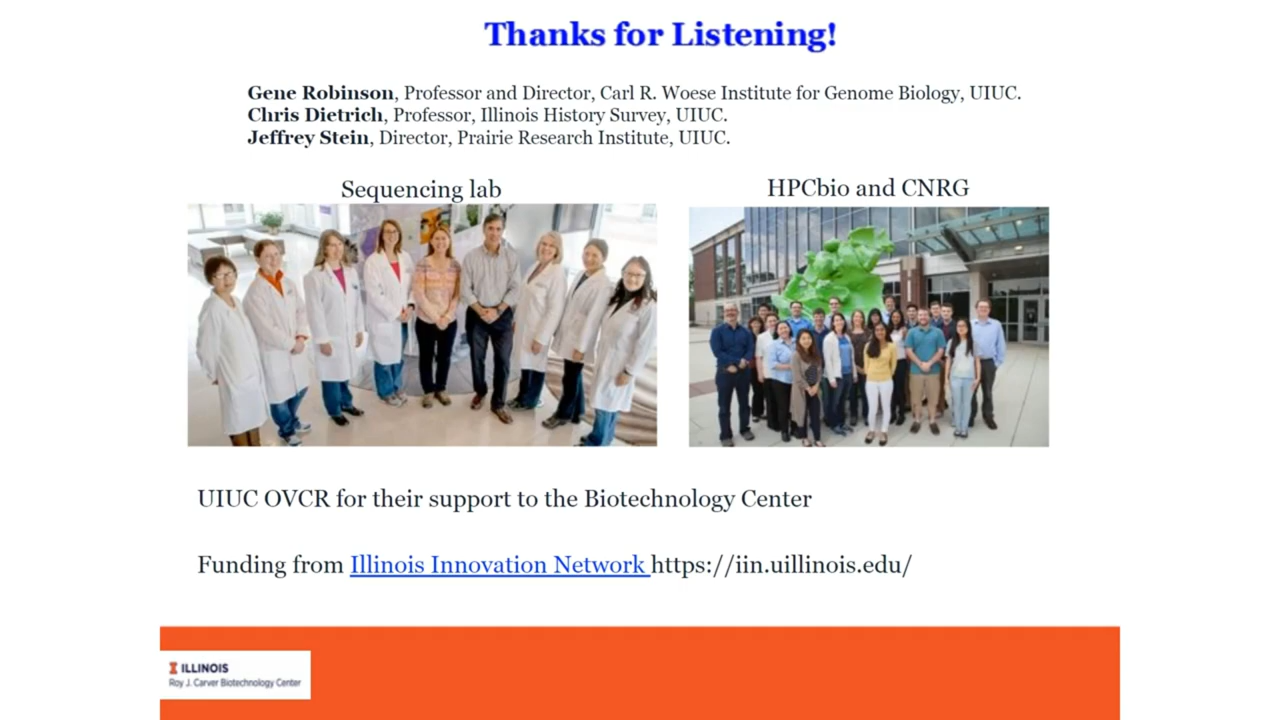 Thanks for Listening!
Gene Robinson, Professor and Director, Carl R. Woese Institute for Genome Biology, UIUC.
Chris Dietrich, Professor, Illinois History Survey, UIUC.
Jeffrey Stein, Director, Prairie Research Institute, UIUC.
Sequencing lab
HPCbio and CNRG
UIUC OVCR for their support to the Biotechnology Center
Funding from Illinois Innovation Network https://iin.uillinois.edu/
I ILLINOIS
Roy J. Carver Biotechnology Center